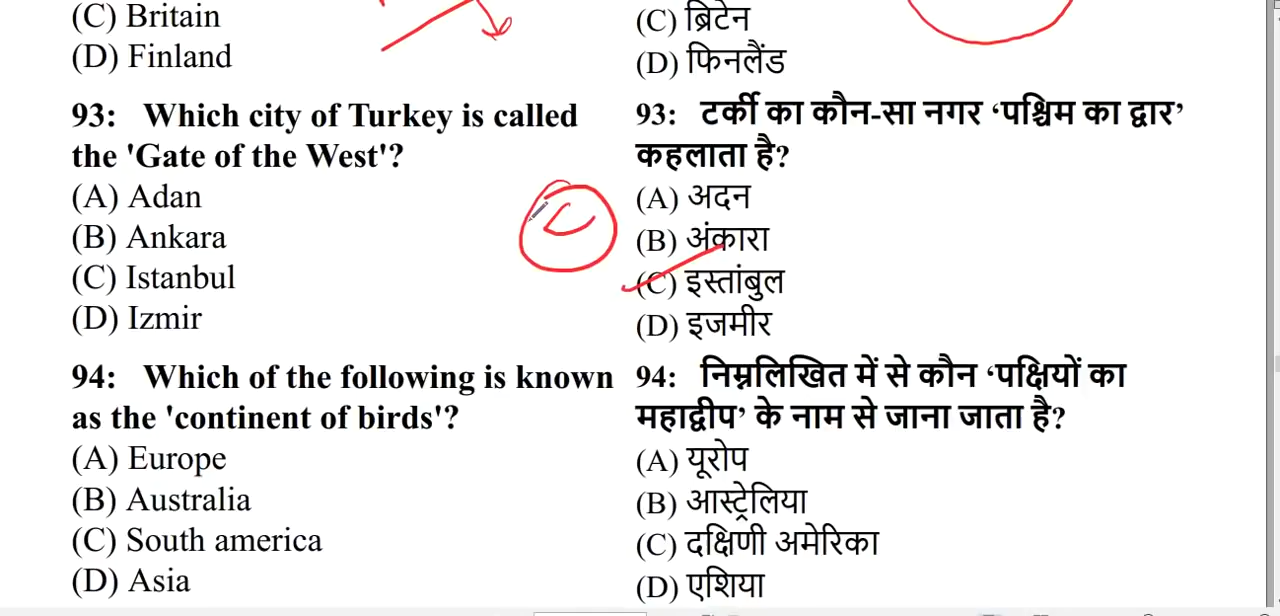 (C) Britain
(D) Finland
93: Which city of Turkey is called
the 'Gate of the West'?
(A) Adan
(B) Ankara
(C) Istanbul
(D) Izmir
94: Which of the following is known
as the 'continent of birds'?
(A) Europe
(B) Australia
(C) South america
(D) Asia
C
(C) ब्रिटेन
(D) फिनलैंड
93: टर्की का कौन-सा नगर ‘पश्चिम का द्वार’
कहलाता है?
(A) अदन
(B) अंकारा
(C) इस्तांबुल
(D) इजमीर
94: निम्नलिखित में से कौन ‘पक्षियों का
महाद्वीप’ के नाम से जाना जाता है?
(A) यूरोप
(B) आस्ट्रेलिया
(C) दक्षिणी अमेरिका
(D) एशिया